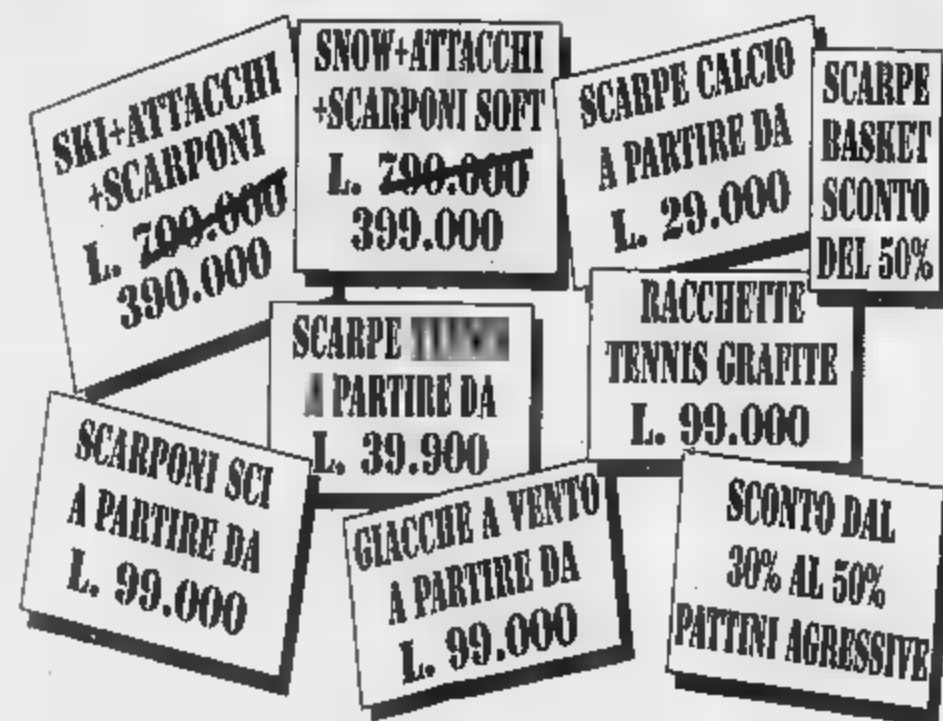 SKI+ATTACCHI
+SCARPONI
L. 700.000
390.000
SNOW+ATTACCHI
+SCARPONI SOFT
L. 790.000
399.000
SCARPE CALCIO
A PARTIRE DA
L. 29.000
SCARPE
BASKET
SCONTO
DEL 50%
SCARPE
A PARTIRE DA
L. 39.900
RACCHETTE
TENNIS GRAFITE
L. 99.000
SCARPONI SCI
A PARTIRE DA
L. 99.000
GIACCHE A VENTO
A PARTIRE DA
L. 99.000
SCONTO DAL
30% AL 50%
PATTINI AGRESSIVE